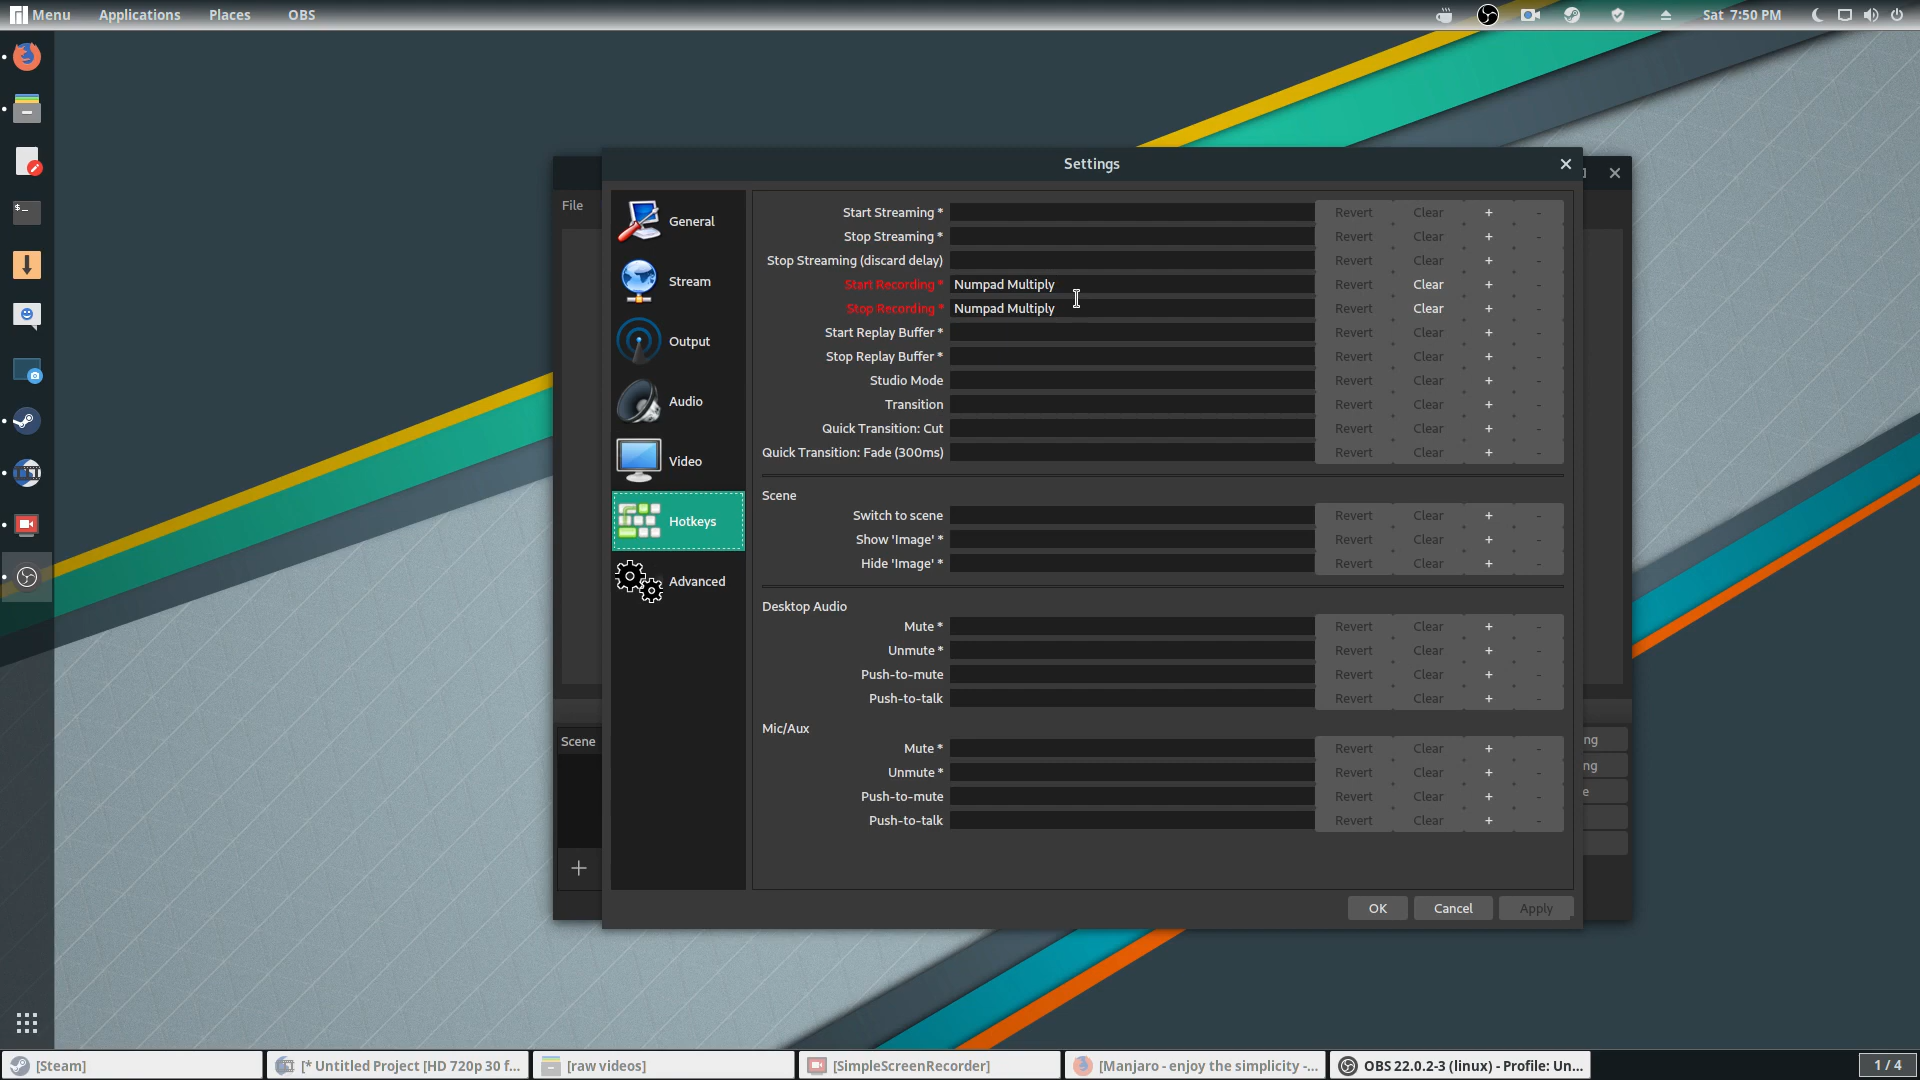 Menu Applications Places OBS Sat 7:50 PM
Settings
File
General
Stream
Output
Audio
Video
Hotkeys
Advanced
Start Streaming * Revert Clear + -
Stop Streaming * Revert Clear + -
Stop Streaming (discard delay) Revert Clear + -
Start Recording * Numpad Multiply Revert Clear + -
Stop Recording * Numpad Multiply Revert Clear + -
Start Replay Buffer * Revert Clear + -
Stop Replay Buffer * Revert Clear + -
Studio Mode Revert Clear + -
Transition Revert Clear + -
Quick Transition: Cut Revert Clear + -
Quick Transition: Fade (300ms) Revert Clear + -
Scene
Switch to scene Revert Clear + -
Show 'Image' * Revert Clear + -
Hide 'Image' * Revert Clear + -
Desktop Audio
Mute * Revert Clear + -
Unmute * Revert Clear + -
Push-to-mute Revert Clear + -
Push-to-talk Revert Clear + -
Mic/Aux
Mute * Revert Clear + -
Unmute * Revert Clear + -
Push-to-mute Revert Clear + -
Push-to-talk Revert Clear + -
Scene
ng
ng
e
OK Cancel Apply
[Steam] [* Untitled Project [HD 720p 30 f... [raw videos] [SimpleScreenRecorder] [Manjaro - enjoy the simplicity -... OBS 22.0.2-3 (linux) - Profile: Un... 1 / 4